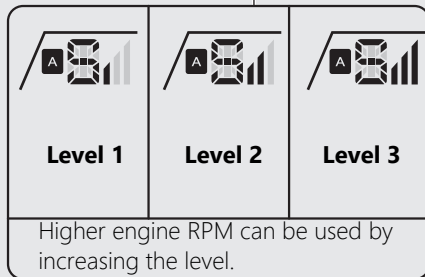 A S
A S
A S
Level 1
Level 2
Level 3
Higher engine RPM can be used by
increasing the level.